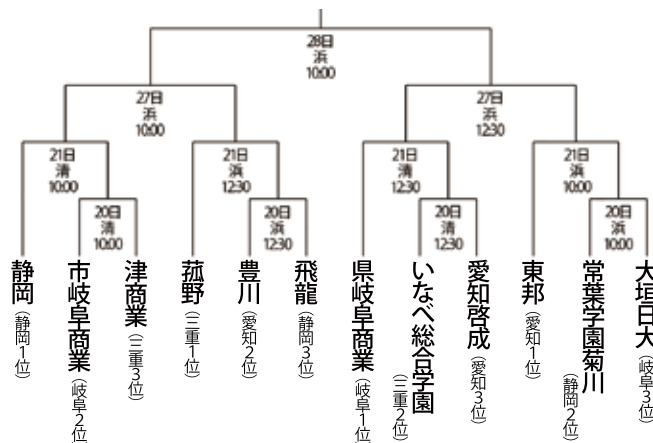 28日
浜
10:00
27日
浜
10:00
27日
浜
12:30
21日
清
10:00
21日
浜
12:30
21日
清
12:30
21日
浜
10:00
20日
清
10:00
20日
浜
12:30
20日
清
12:30
20日
浜
10:00
静岡(静岡1位)
市岐阜商業(岐阜2位)
津商業(三重3位)
菰野(三重1位)
豊川(愛知2位)
飛龍(静岡3位)
県岐阜商業(岐阜1位)
いなべ総合学園(三重2位)
愛知啓成(愛知3位)
東邦(愛知1位)
常葉学園菊川(静岡2位)
大垣日大(岐阜3位)